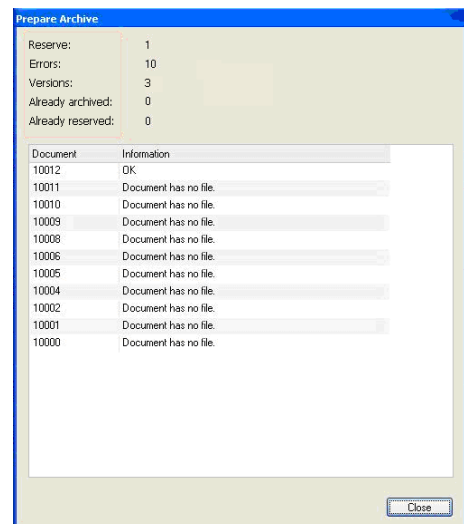 Prepare Archive
Reserve: 1
Errors: 10
Versions: 3
Already archived: 0
Already reserved: 0
Document Information
10012 OK
10011 Document has no file.
10010 Document has no file.
10009 Document has no file.
10008 Document has no file.
10006 Document has no file.
10005 Document has no file.
10004 Document has no file.
10002 Document has no file.
10001 Document has no file.
10000 Document has no file.
Close